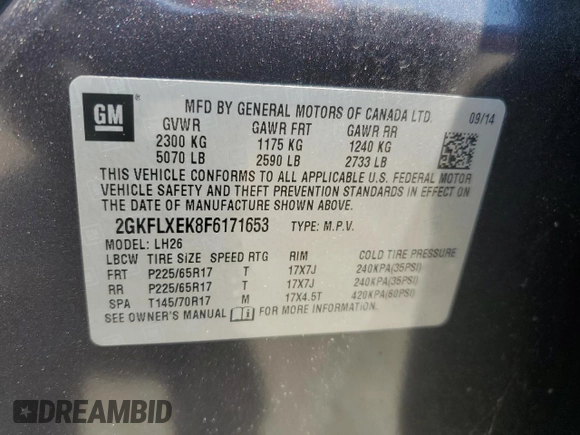 GM
MFD BY GENERAL MOTORS OF CANADA LTD. 09/14
GVWR GAWR FRT GAWR RR
2300 KG 1175 KG 1240 KG
5070 LB 2590 LB 2733 LB
THIS VEHICLE CONFORMS TO ALL APPLICABLE U.S. FEDERAL MOTOR
VEHICLE SAFETY AND THEFT PREVENTION STANDARDS IN EFFECT ON
THE DATE OF MANUFACTURE SHOWN ABOVE.
2GKFLXEK8F6171653 TYPE: M.P.V.
MODEL: LH26
LBCW TIRE SIZE SPEED RTG RIM COLD TIRE PRESSURE
FRT P225/65R17 T 17X7J 240KPA(35PSI)
RR P225/65R17 T 17X7J 240KPA(35PSI)
SPA T145/70R17 M 17X4.5T 420KPA(60PSI)
SEE OWNER'S MANUAL FOR MORE INFORMATION.
DREAMBID